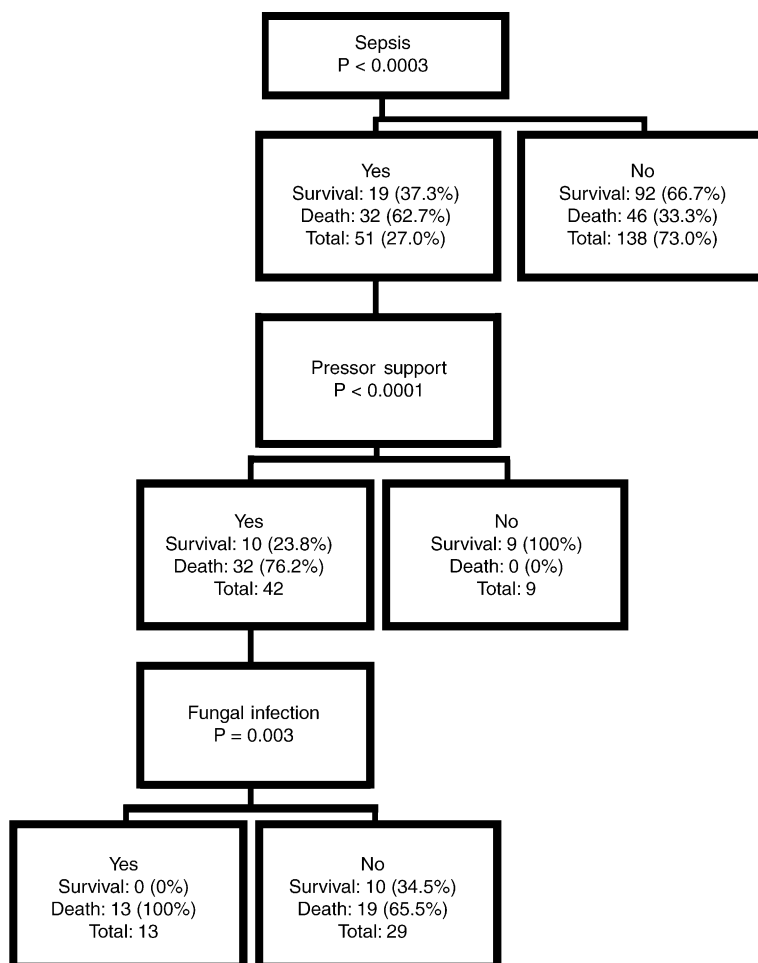 Sepsis
P < 0.0003
Yes
Survival: 19 (37.3%)
Death: 32 (62.7%)
Total: 51 (27.0%)
No
Survival: 92 (66.7%)
Death: 46 (33.3%)
Total: 138 (73.0%)
Pressor support
P < 0.0001
Yes
Survival: 10 (23.8%)
Death: 32 (76.2%)
Total: 42
No
Survival: 9 (100%)
Death: 0 (0%)
Total: 9
Fungal infection
P = 0.003
Yes
Survival: 0 (0%)
Death: 13 (100%)
Total: 13
No
Survival: 10 (34.5%)
Death: 19 (65.5%)
Total: 29